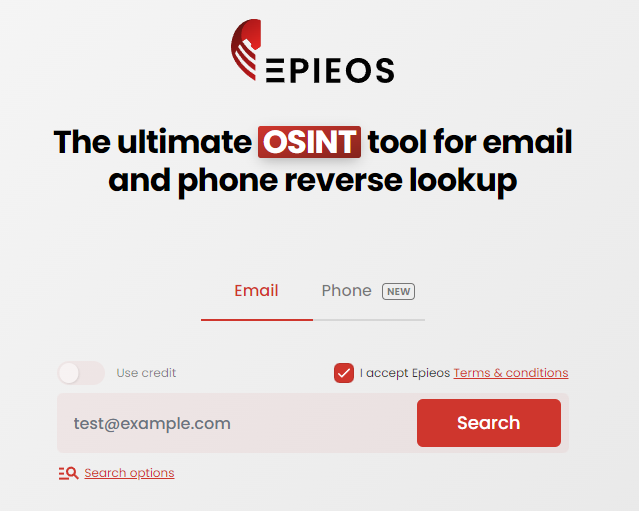 EPIEOS
The ultimate OSINT tool for email
and phone reverse lookup
Email Phone NEW
Use credit I accept Epieos Terms & conditions
test@example.com Search
Search options